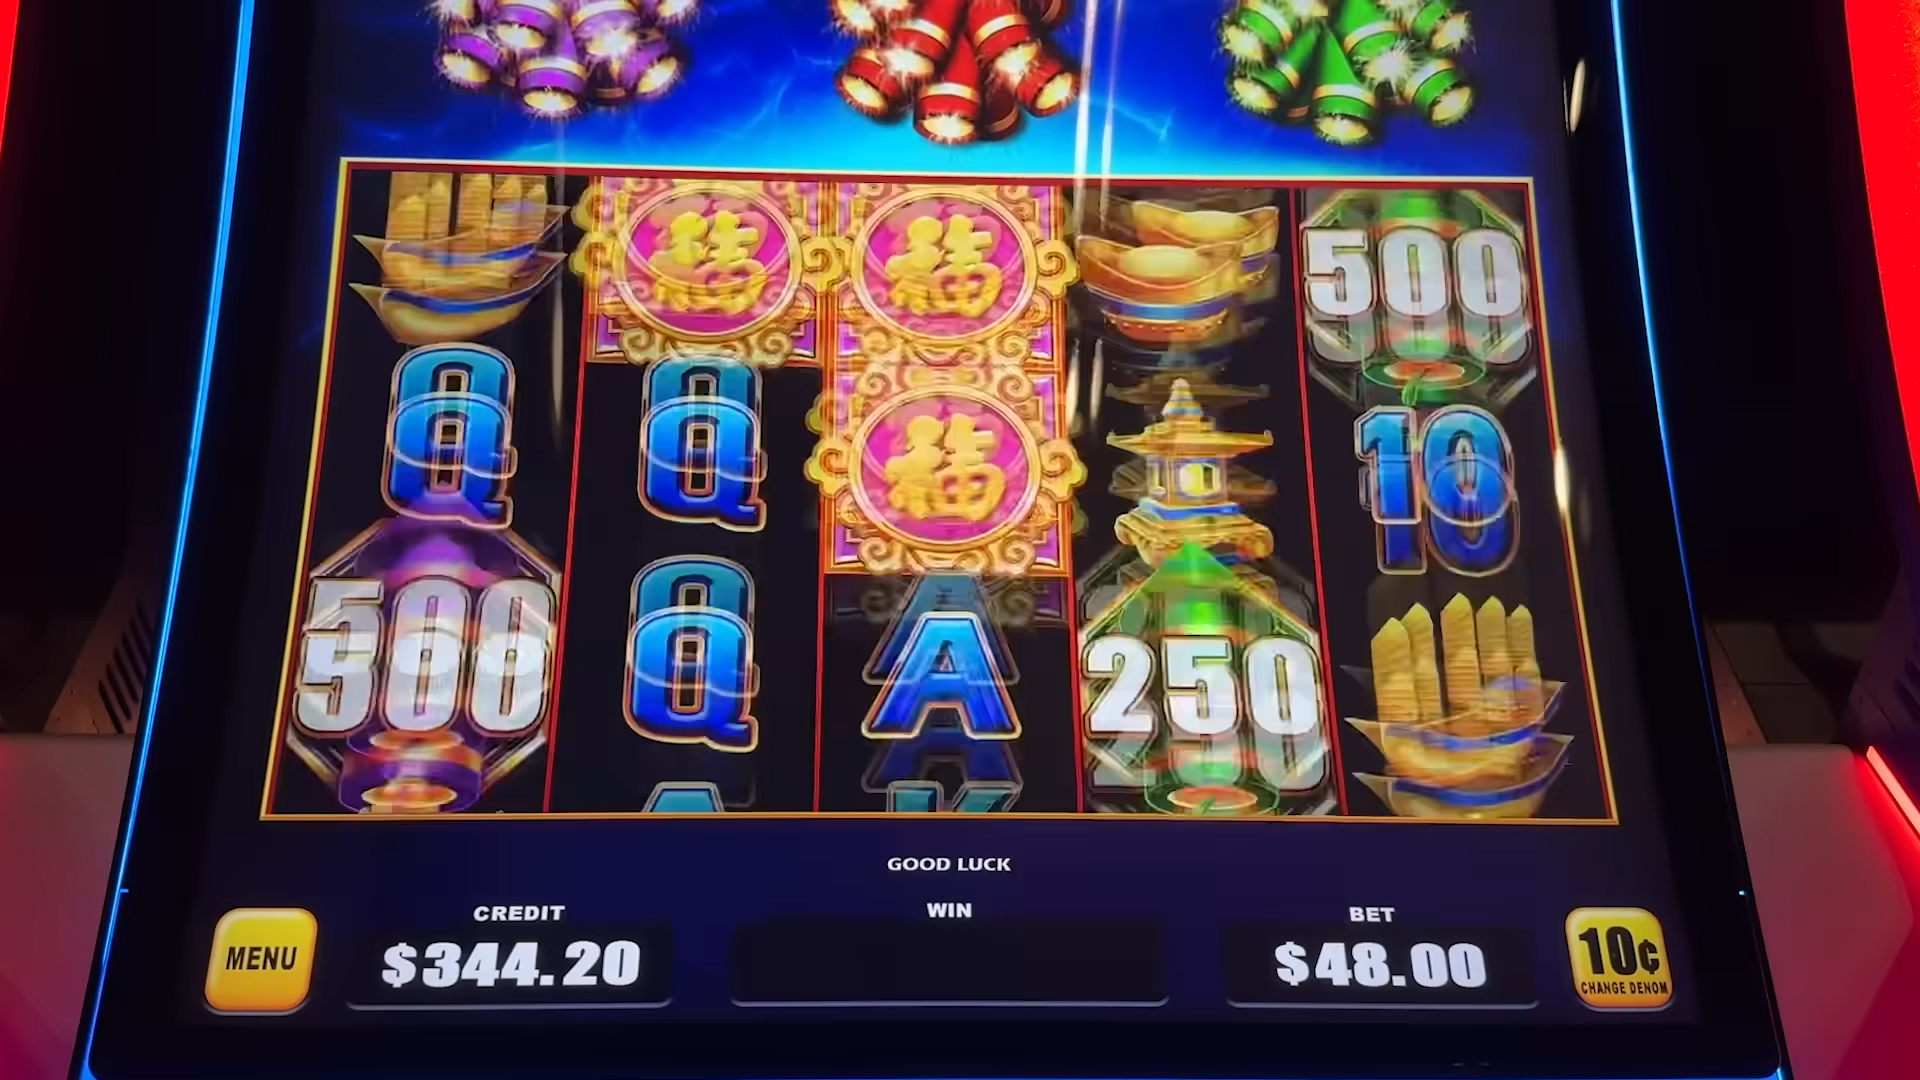 福 福 500
Q Q 福 10
500 Q A 250
A K
GOOD LUCK
CREDIT WIN BET
MENU $344.20 $48.00 10¢
CHANGE DENOM